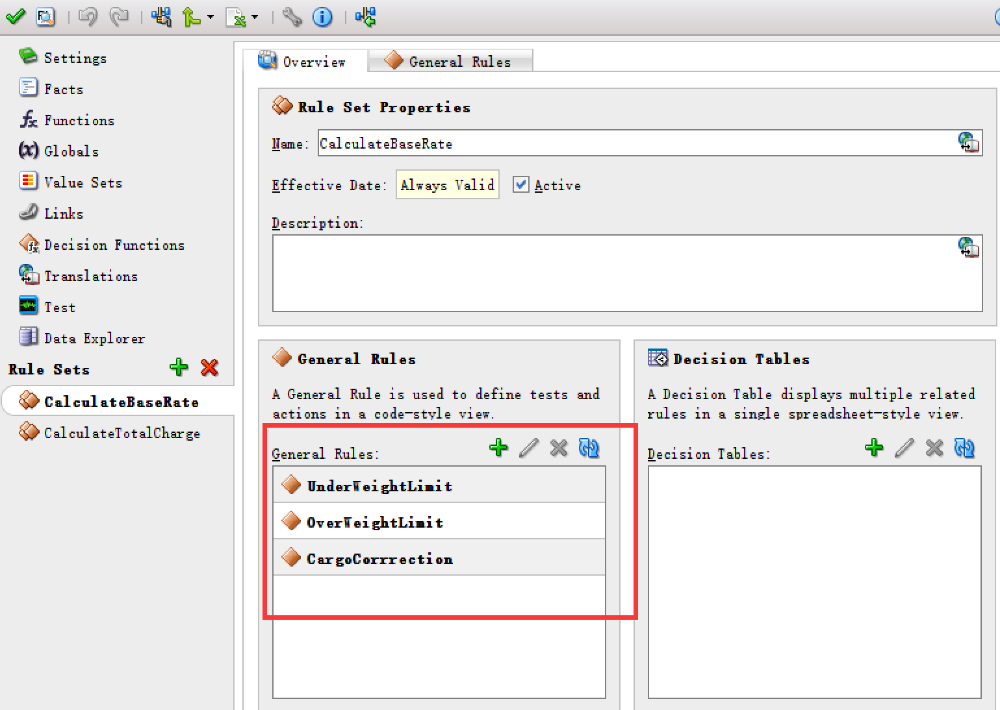 Settings
Facts
Functions
Globals
Value Sets
Links
Decision Functions
Translations
Test
Data Explorer
Rule Sets
CalculateBaseRate
CalculateTotalCharge
Overview
General Rules
Rule Set Properties
Name: CalculateBaseRate
Effective Date: Always Valid Active
Description:
General Rules
A General Rule is used to define tests and
actions in a code-style view.
General Rules:
UnderWeightLimit
OverWeightLimit
CargoCorrrection
Decision Tables
A Decision Table displays multiple related
rules in a single spreadsheet-style view.
Decision Tables: